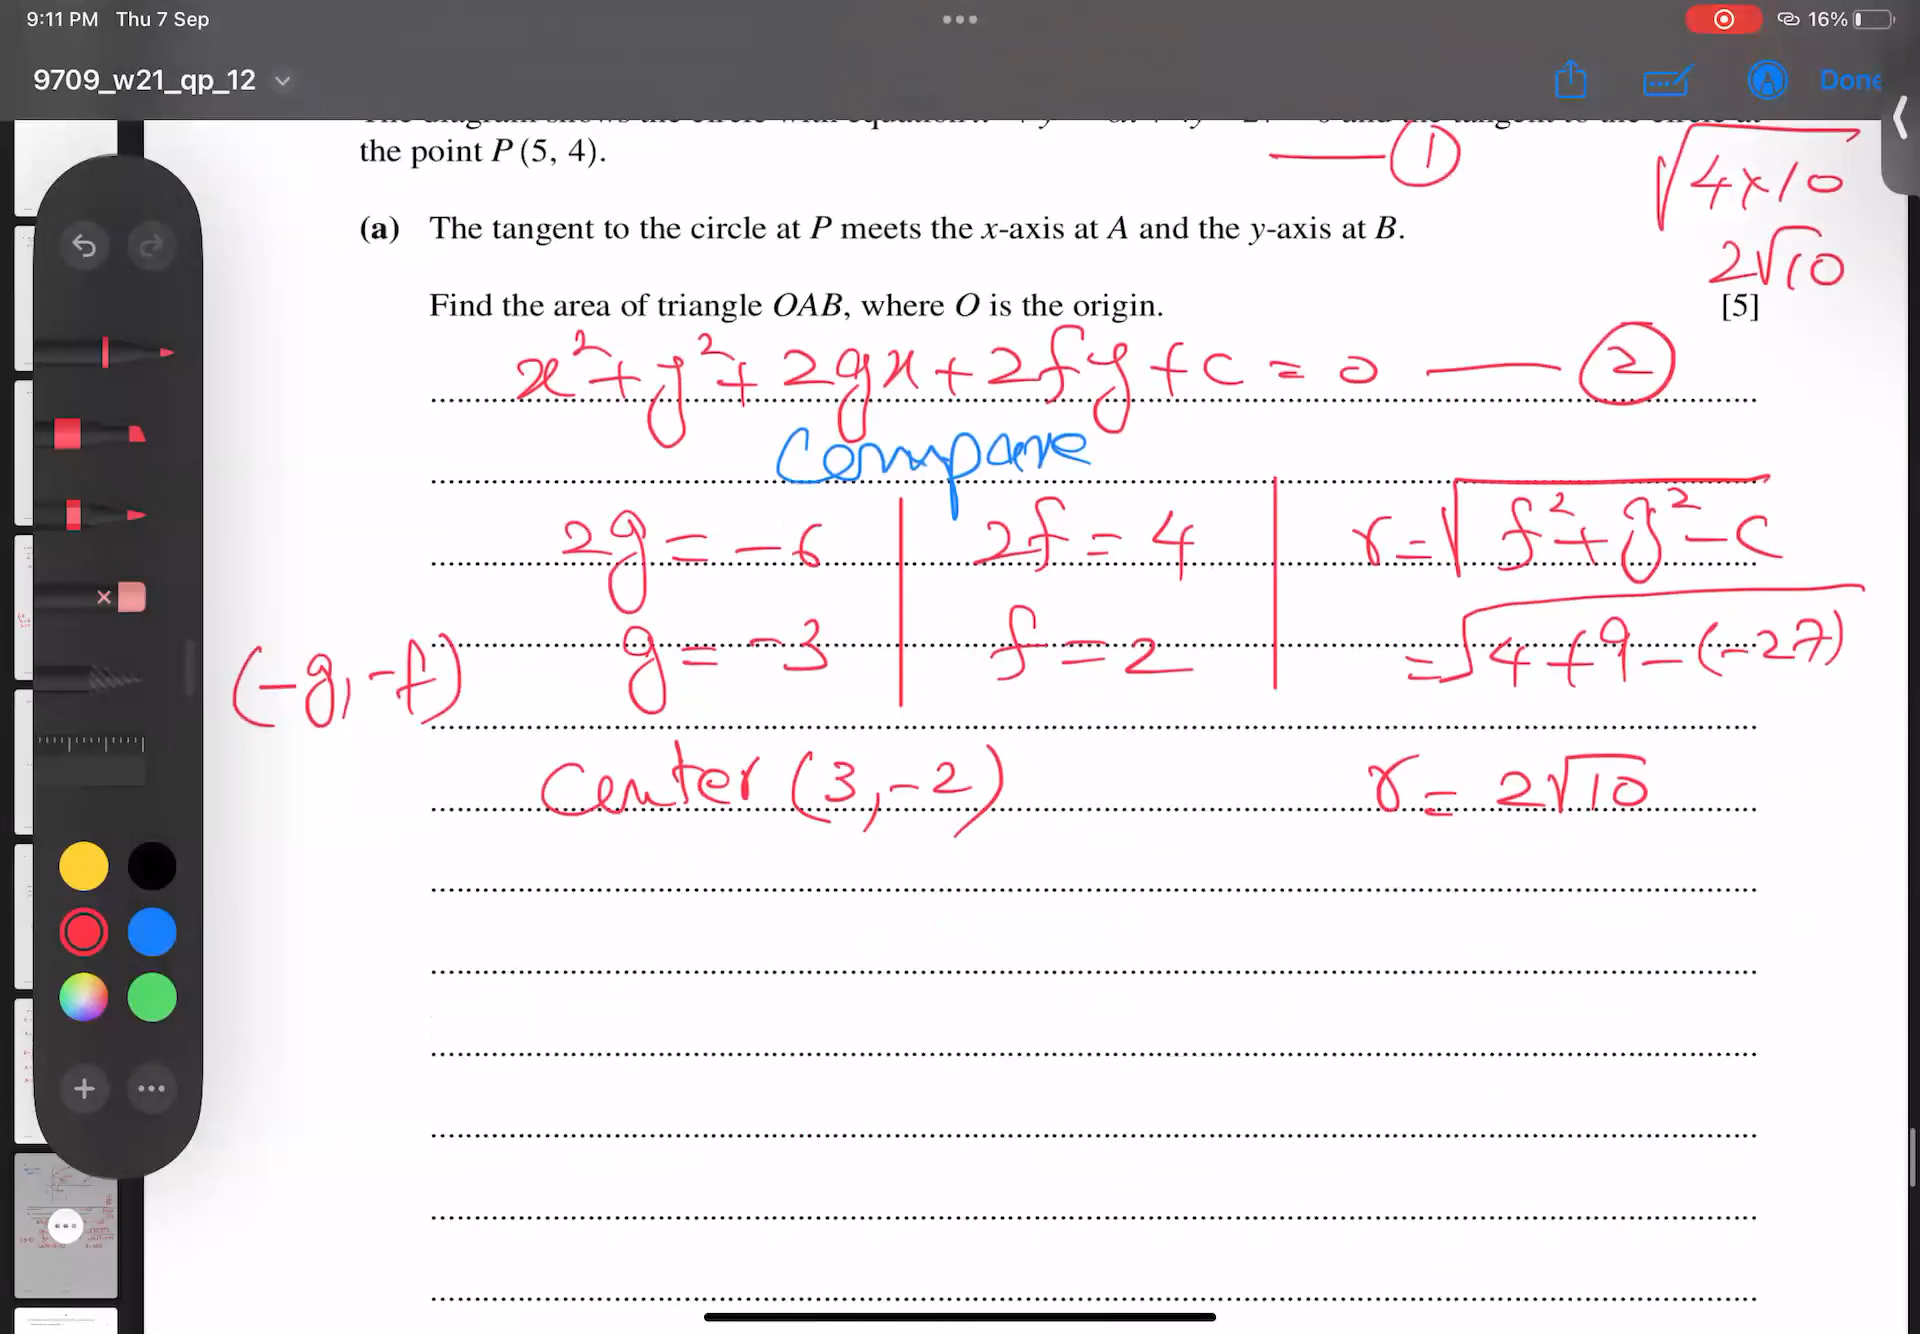 9:11 PM Thu 7 Sep
16%
9709_w21_qp_12
Done
the point P (5, 4).
1
√4×10
(a) The tangent to the circle at P meets the x-axis at A and the y-axis at B.
2√10
Find the area of triangle OAB, where O is the origin.
[5]
x² + y² + 2gx + 2fy + c = 0 — 2
Compare
2g = -6
2f = 4
r = √f² + g² - c
g = -3
f = 2
= √4 + 9 - (-27)
(-g, -f)
Center (3, -2)
r = 2√10